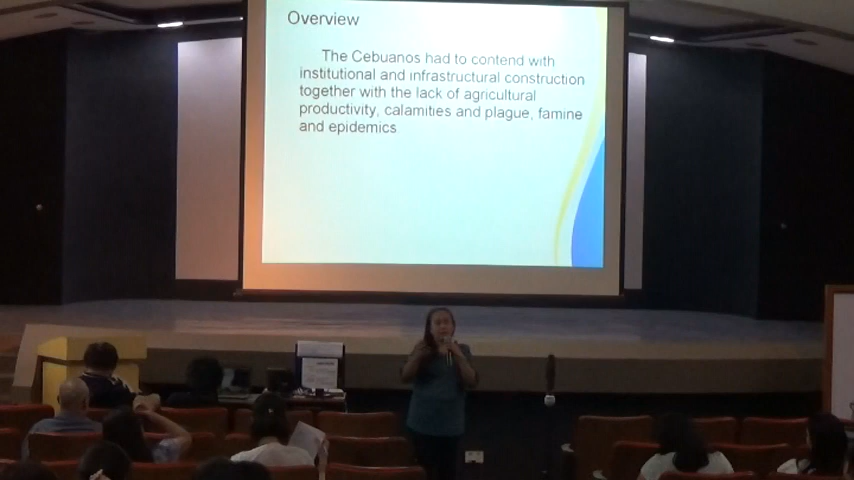 Overview
The Cebuanos had to contend with
institutional and infrastructural construction
together with the lack of agricultural
productivity, calamities and plague, famine
and epidemics